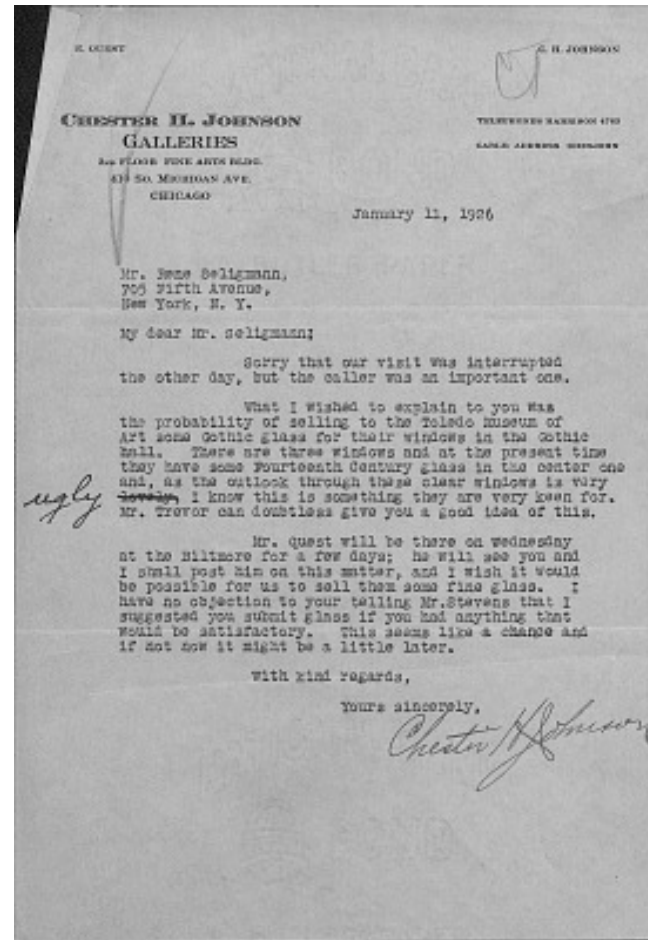 E. QUEST
C. H. JOHNSON
CHESTER H. JOHNSON
GALLERIES
3RD FLOOR FINE ARTS BLDG.
410 SO. MICHIGAN AVE.
CHICAGO
TELEPHONES HARRISON
CABLE ADDRESS
January 11, 1926
Mr. Rene Seligmann,
705 Fifth Avenue,
New York, N. Y.
My dear Mr. Seligmann;
Sorry that our visit was interrupted
the other day, but the caller was an important one.
What I wished to explain to you was
the probability of selling to the Toledo Museum of
Art some Gothic glass for their windows in the Gothic
hall. There are three windows and at the present time
they have some Fourteenth Century glass in the center one
and, as the outlook through these clear windows is very
ugly lovely, I know this is something they are very keen for.
Mr. Trevor can doubtless give you a good idea of this.
Mr. Quest will be there on Wednesday
at the Biltmore for a few days; he will see you and
I shall post him on this matter, and I wish it would
be possible for us to sell them some fine glass. I
have no objection to your telling Mr.Stevens that I
suggested you submit glass if you had anything that
would be satisfactory. This seems like a chance and
if not now it might be a little later.
With kind regards,
Yours sincerely,
Chester H Johnson